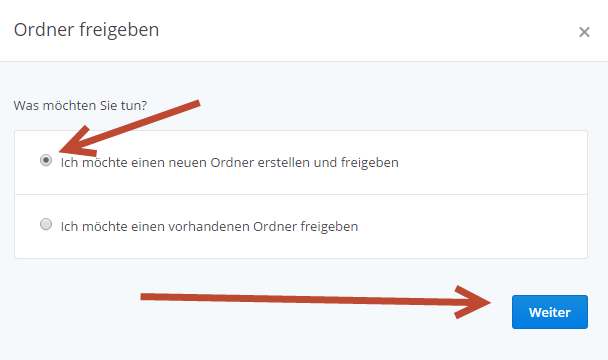 Ordner freigeben
Was möchten Sie tun?
Ich möchte einen neuen Ordner erstellen und freigeben
Ich möchte einen vorhandenen Ordner freigeben
Weiter